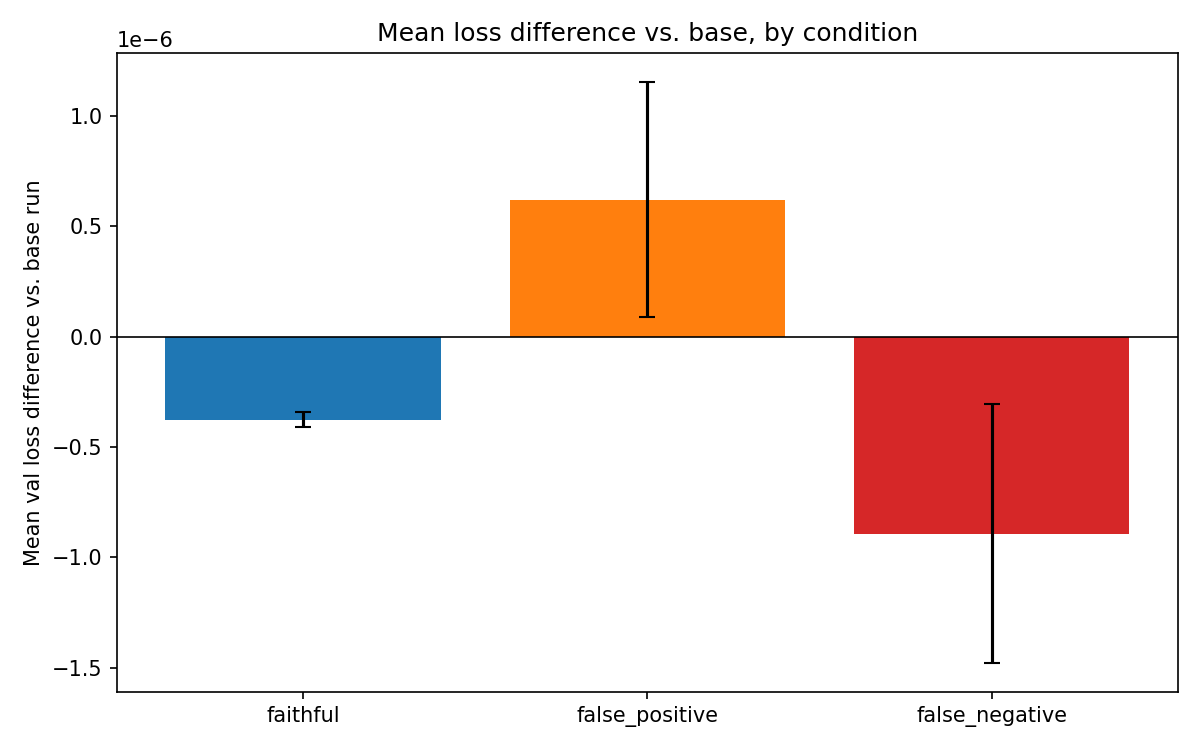 Mean loss difference vs. base, by condition
1e−6
Mean val loss difference vs. base run
1.0
0.5
0.0
−0.5
−1.0
−1.5
faithful
false_positive
false_negative